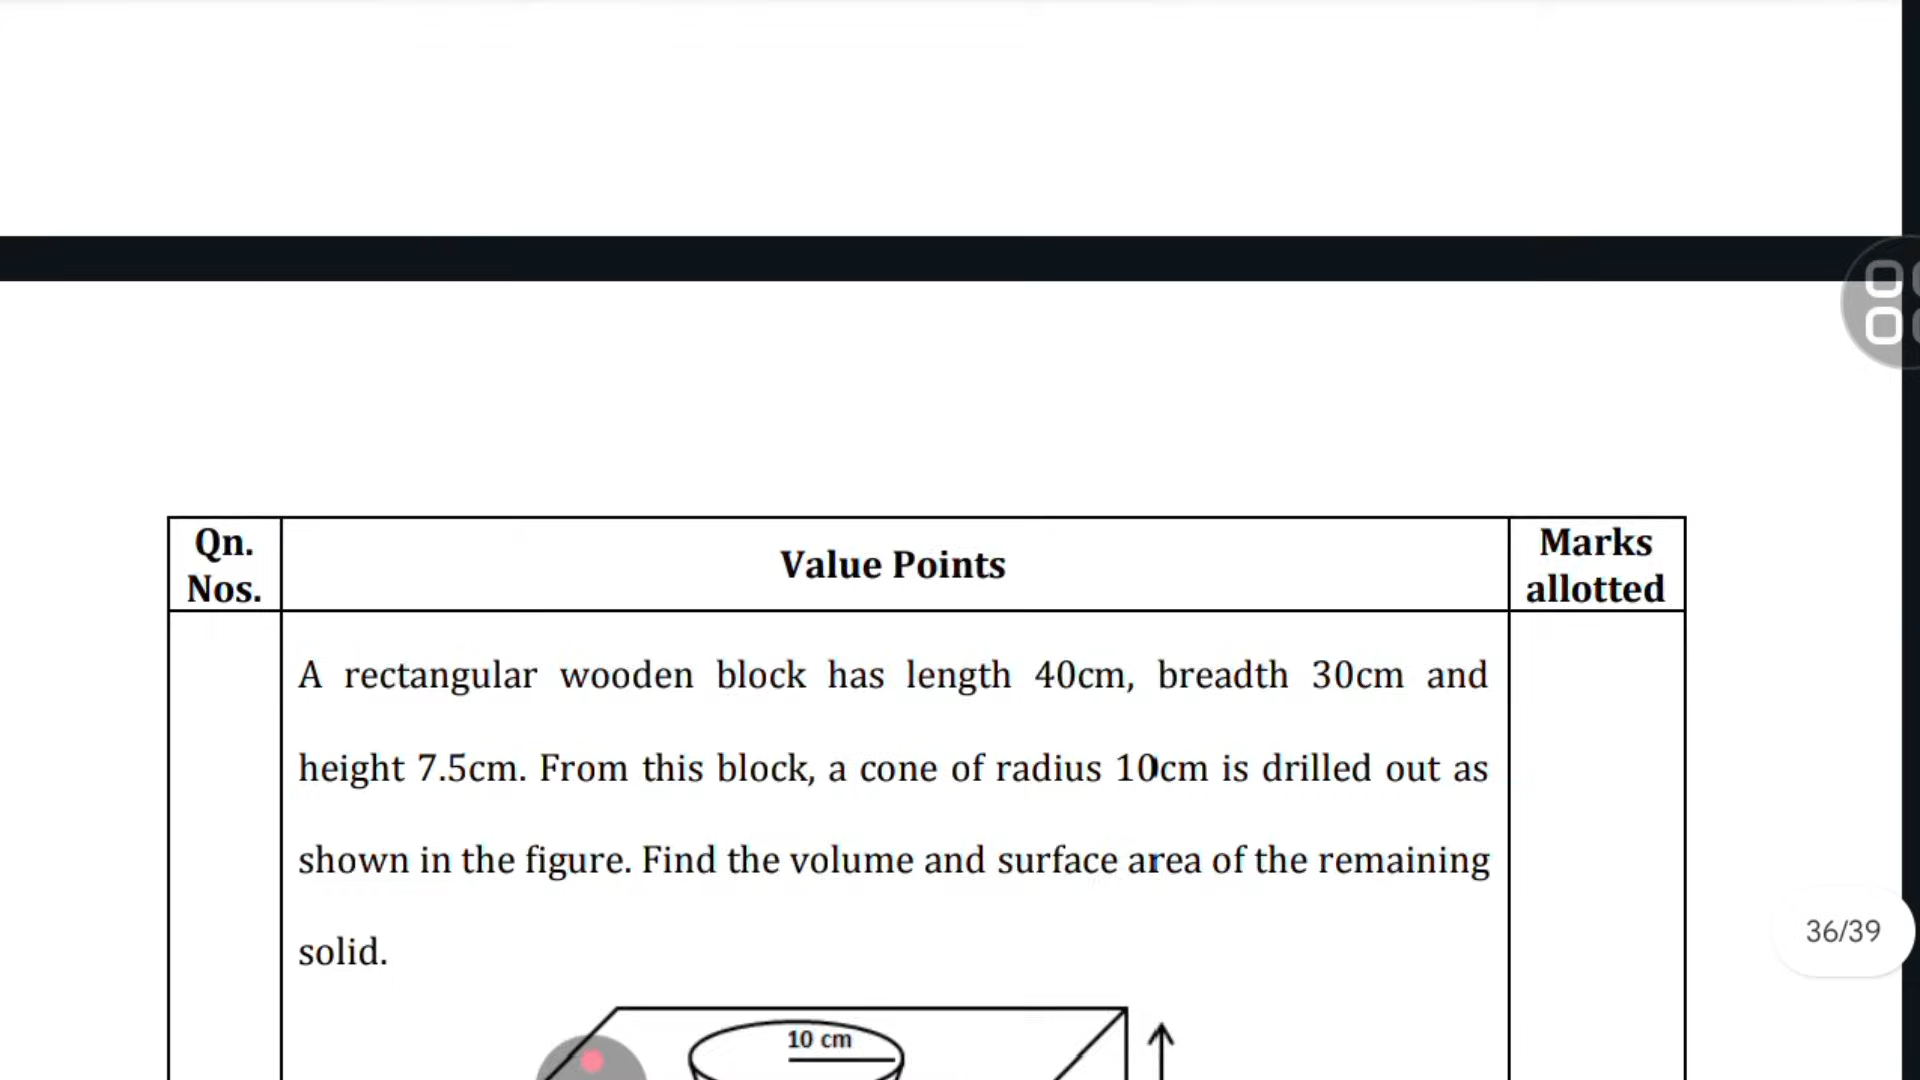 Qn.
Nos.
Value Points
Marks
allotted
A rectangular wooden block has length 40cm, breadth 30cm and
height 7.5cm. From this block, a cone of radius 10cm is drilled out as
shown in the figure. Find the volume and surface area of the remaining
solid.
36/39
10 cm